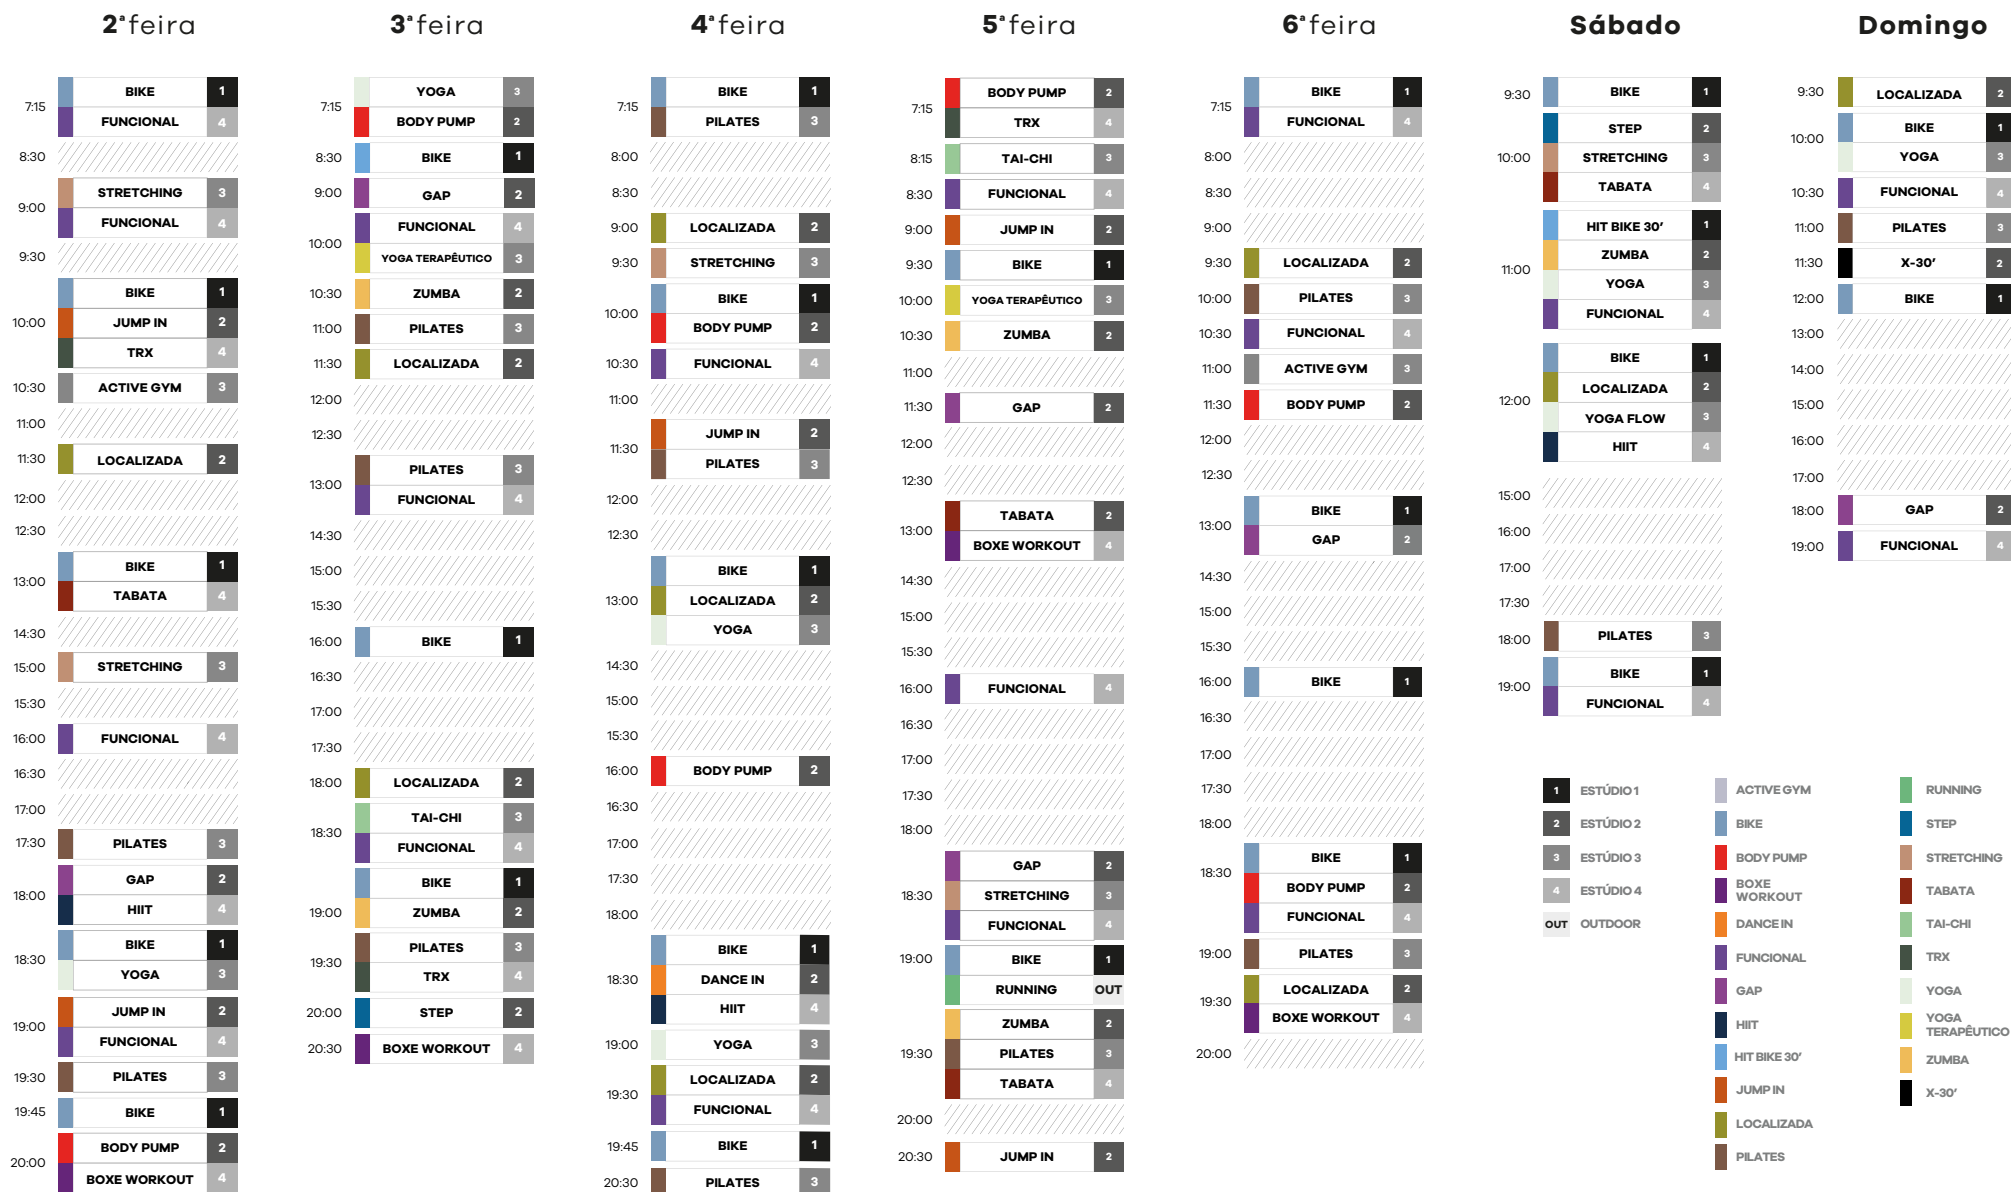 2ªfeira
7:15
BIKE 1
FUNCIONAL 4
8:30
9:00
STRETCHING 3
FUNCIONAL 4
9:30
10:00
BIKE 1
JUMP IN 2
TRX 4
10:30 ACTIVE GYM 3
11:00
11:30 LOCALIZADA 2
12:00
12:30
13:00
BIKE 1
TABATA 4
14:30
15:00 STRETCHING 3
15:30
16:00 FUNCIONAL 4
16:30
17:00
17:30 PILATES 3
18:00
GAP 2
HIIT 4
18:30
BIKE 1
YOGA 3
19:00
JUMP IN 2
FUNCIONAL 4
19:30 PILATES 3
19:45 BIKE 1
20:00
BODY PUMP 2
BOXE WORKOUT 4
3ªfeira
7:15
YOGA 3
BODY PUMP 2
8:30 BIKE 1
9:00 GAP 2
10:00
FUNCIONAL 4
YOGA TERAPÊUTICO 3
10:30 ZUMBA 2
11:00 PILATES 3
11:30 LOCALIZADA 2
12:00
12:30
13:00
PILATES 3
FUNCIONAL 4
14:30
15:00
15:30
16:00 BIKE 1
16:30
17:00
17:30
18:00 LOCALIZADA 2
18:30
TAI-CHI 3
FUNCIONAL 4
19:00
BIKE 1
ZUMBA 2
19:30
PILATES 3
TRX 4
20:00 STEP 2
20:30 BOXE WORKOUT 4
4ªfeira
7:15
BIKE 1
PILATES 3
8:00
8:30
9:00 LOCALIZADA 2
9:30 STRETCHING 3
10:00
BIKE 1
BODY PUMP 2
10:30 FUNCIONAL 4
11:00
11:30
JUMP IN 2
PILATES 3
12:00
12:30
13:00
BIKE 1
LOCALIZADA 2
YOGA 3
14:30
15:00
15:30
16:00 BODY PUMP 2
16:30
17:00
17:30
18:00
18:30
BIKE 1
DANCE IN 2
HIIT 4
19:00 YOGA 3
19:30
LOCALIZADA 2
FUNCIONAL 4
19:45 BIKE 1
20:30 PILATES 3
5ªfeira
7:15
BODY PUMP 2
TRX 4
8:15 TAI-CHI 3
8:30 FUNCIONAL 4
9:00 JUMP IN 2
9:30 BIKE 1
10:00 YOGA TERAPÊUTICO 3
10:30 ZUMBA 2
11:00
11:30 GAP 2
12:00
12:30
13:00
TABATA 2
BOXE WORKOUT 4
14:30
15:00
15:30
16:00 FUNCIONAL 4
16:30
17:00
17:30
18:00
18:30
GAP 2
STRETCHING 3
FUNCIONAL 4
19:00
BIKE 1
RUNNING OUT
19:30
ZUMBA 2
PILATES 3
TABATA 4
20:00
20:30 JUMP IN 2
6ªfeira
7:15
BIKE 1
FUNCIONAL 4
8:00
8:30
9:00
9:30 LOCALIZADA 2
10:00 PILATES 3
10:30 FUNCIONAL 4
11:00 ACTIVE GYM 3
11:30 BODY PUMP 2
12:00
12:30
13:00
BIKE 1
GAP 2
14:30
15:00
15:30
16:00 BIKE 1
16:30
17:00
17:30
18:00
18:30
BIKE 1
BODY PUMP 2
FUNCIONAL 4
19:00 PILATES 3
19:30
LOCALIZADA 2
BOXE WORKOUT 4
20:00
Sábado
9:30 BIKE 1
10:00
STEP 2
STRETCHING 3
TABATA 4
11:00
HIT BIKE 30’ 1
ZUMBA 2
YOGA 3
FUNCIONAL 4
12:00
BIKE 1
LOCALIZADA 2
YOGA FLOW 3
HIIT 4
15:00
16:00
17:00
17:30
18:00 PILATES 3
19:00
BIKE 1
FUNCIONAL 4
Domingo
9:30 LOCALIZADA 2
10:00
BIKE 1
YOGA 3
10:30 FUNCIONAL 4
11:00 PILATES 3
11:30 X-30’ 2
12:00 BIKE 1
13:00
14:00
15:00
16:00
17:00
18:00 GAP 2
19:00 FUNCIONAL 4
1 ESTÚDIO 1
2 ESTÚDIO 2
3 ESTÚDIO 3
4 ESTÚDIO 4
OUT OUTDOOR
ACTIVE GYM
BIKE
BODY PUMP
BOXE
WORKOUT
DANCE IN
FUNCIONAL
GAP
HIIT
HIT BIKE 30’
JUMP IN
LOCALIZADA
PILATES
RUNNING
STEP
STRETCHING
TABATA
TAI-CHI
TRX
YOGA
YOGA
TERAPÊUTICO
ZUMBA
X-30’